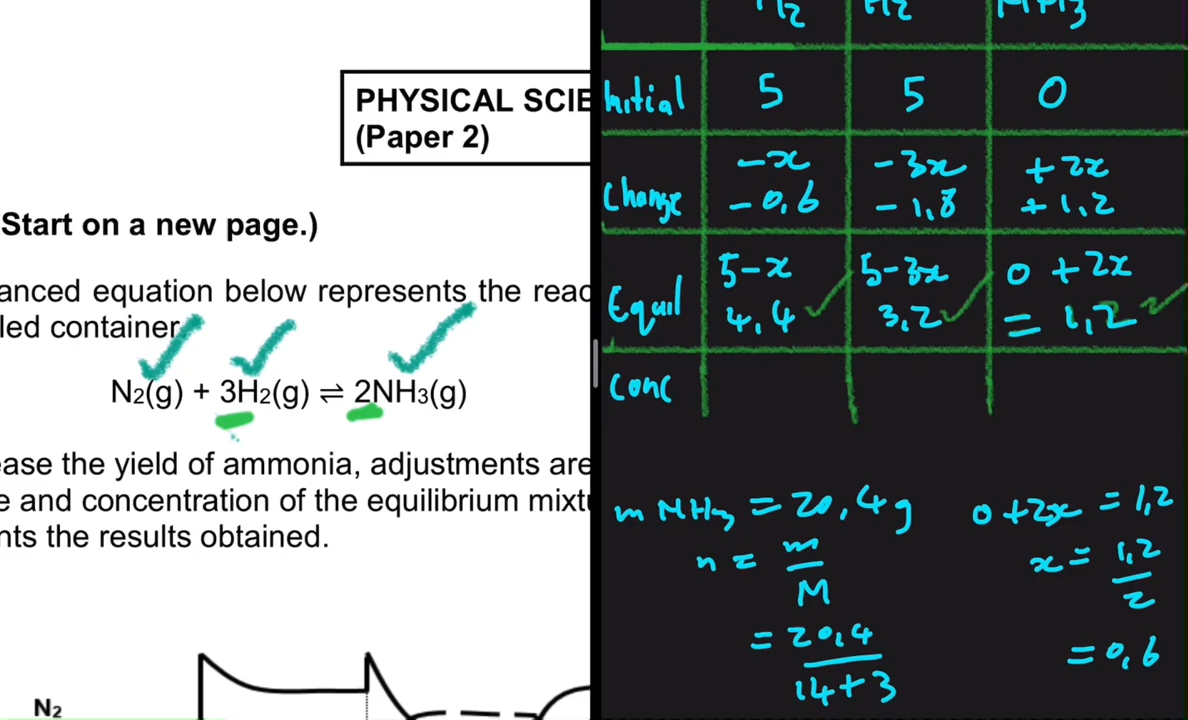 PHYSICAL SCIE
(Paper 2)
Start on a new page.)
anced equation below represents the reac
led container
N2(g) + 3H2(g) ⇌ 2NH3(g)
ease the yield of ammonia, adjustments are
e and concentration of the equilibrium mixtu
nts the results obtained.
N2
N2 H2 NH3
Initial 5 5 0
Change -x -3x +2x
-0,6 -1,8 +1,2
Equil 5-x 5-3x 0 +2x
4,4 3,2 = 1,2
Conc
m NH3 = 20,4g
n = m
M
= 20,4
14+3
0+2x = 1,2
x = 1,2
2
= 0,6